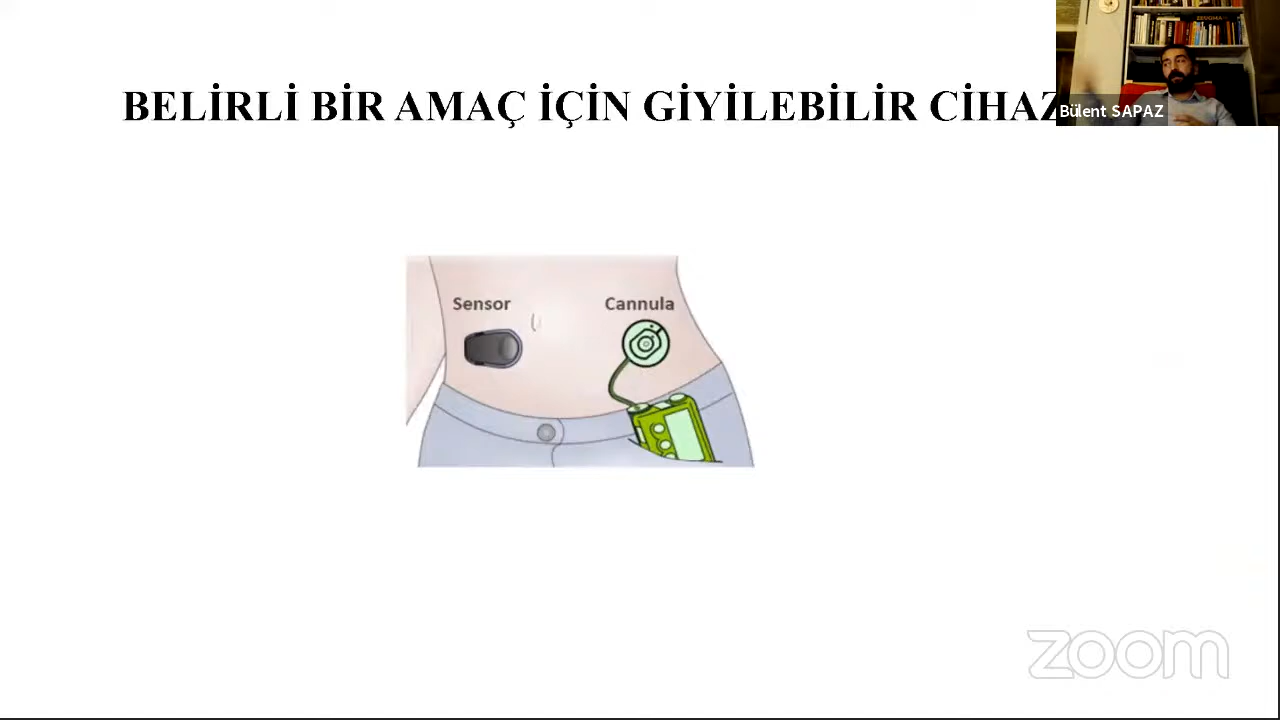 BELİRLİ BİR AMAÇ İÇİN GİYİLEBİLİR CİHAZ
Bülent SAPAZ
Sensor
Cannula
zoom